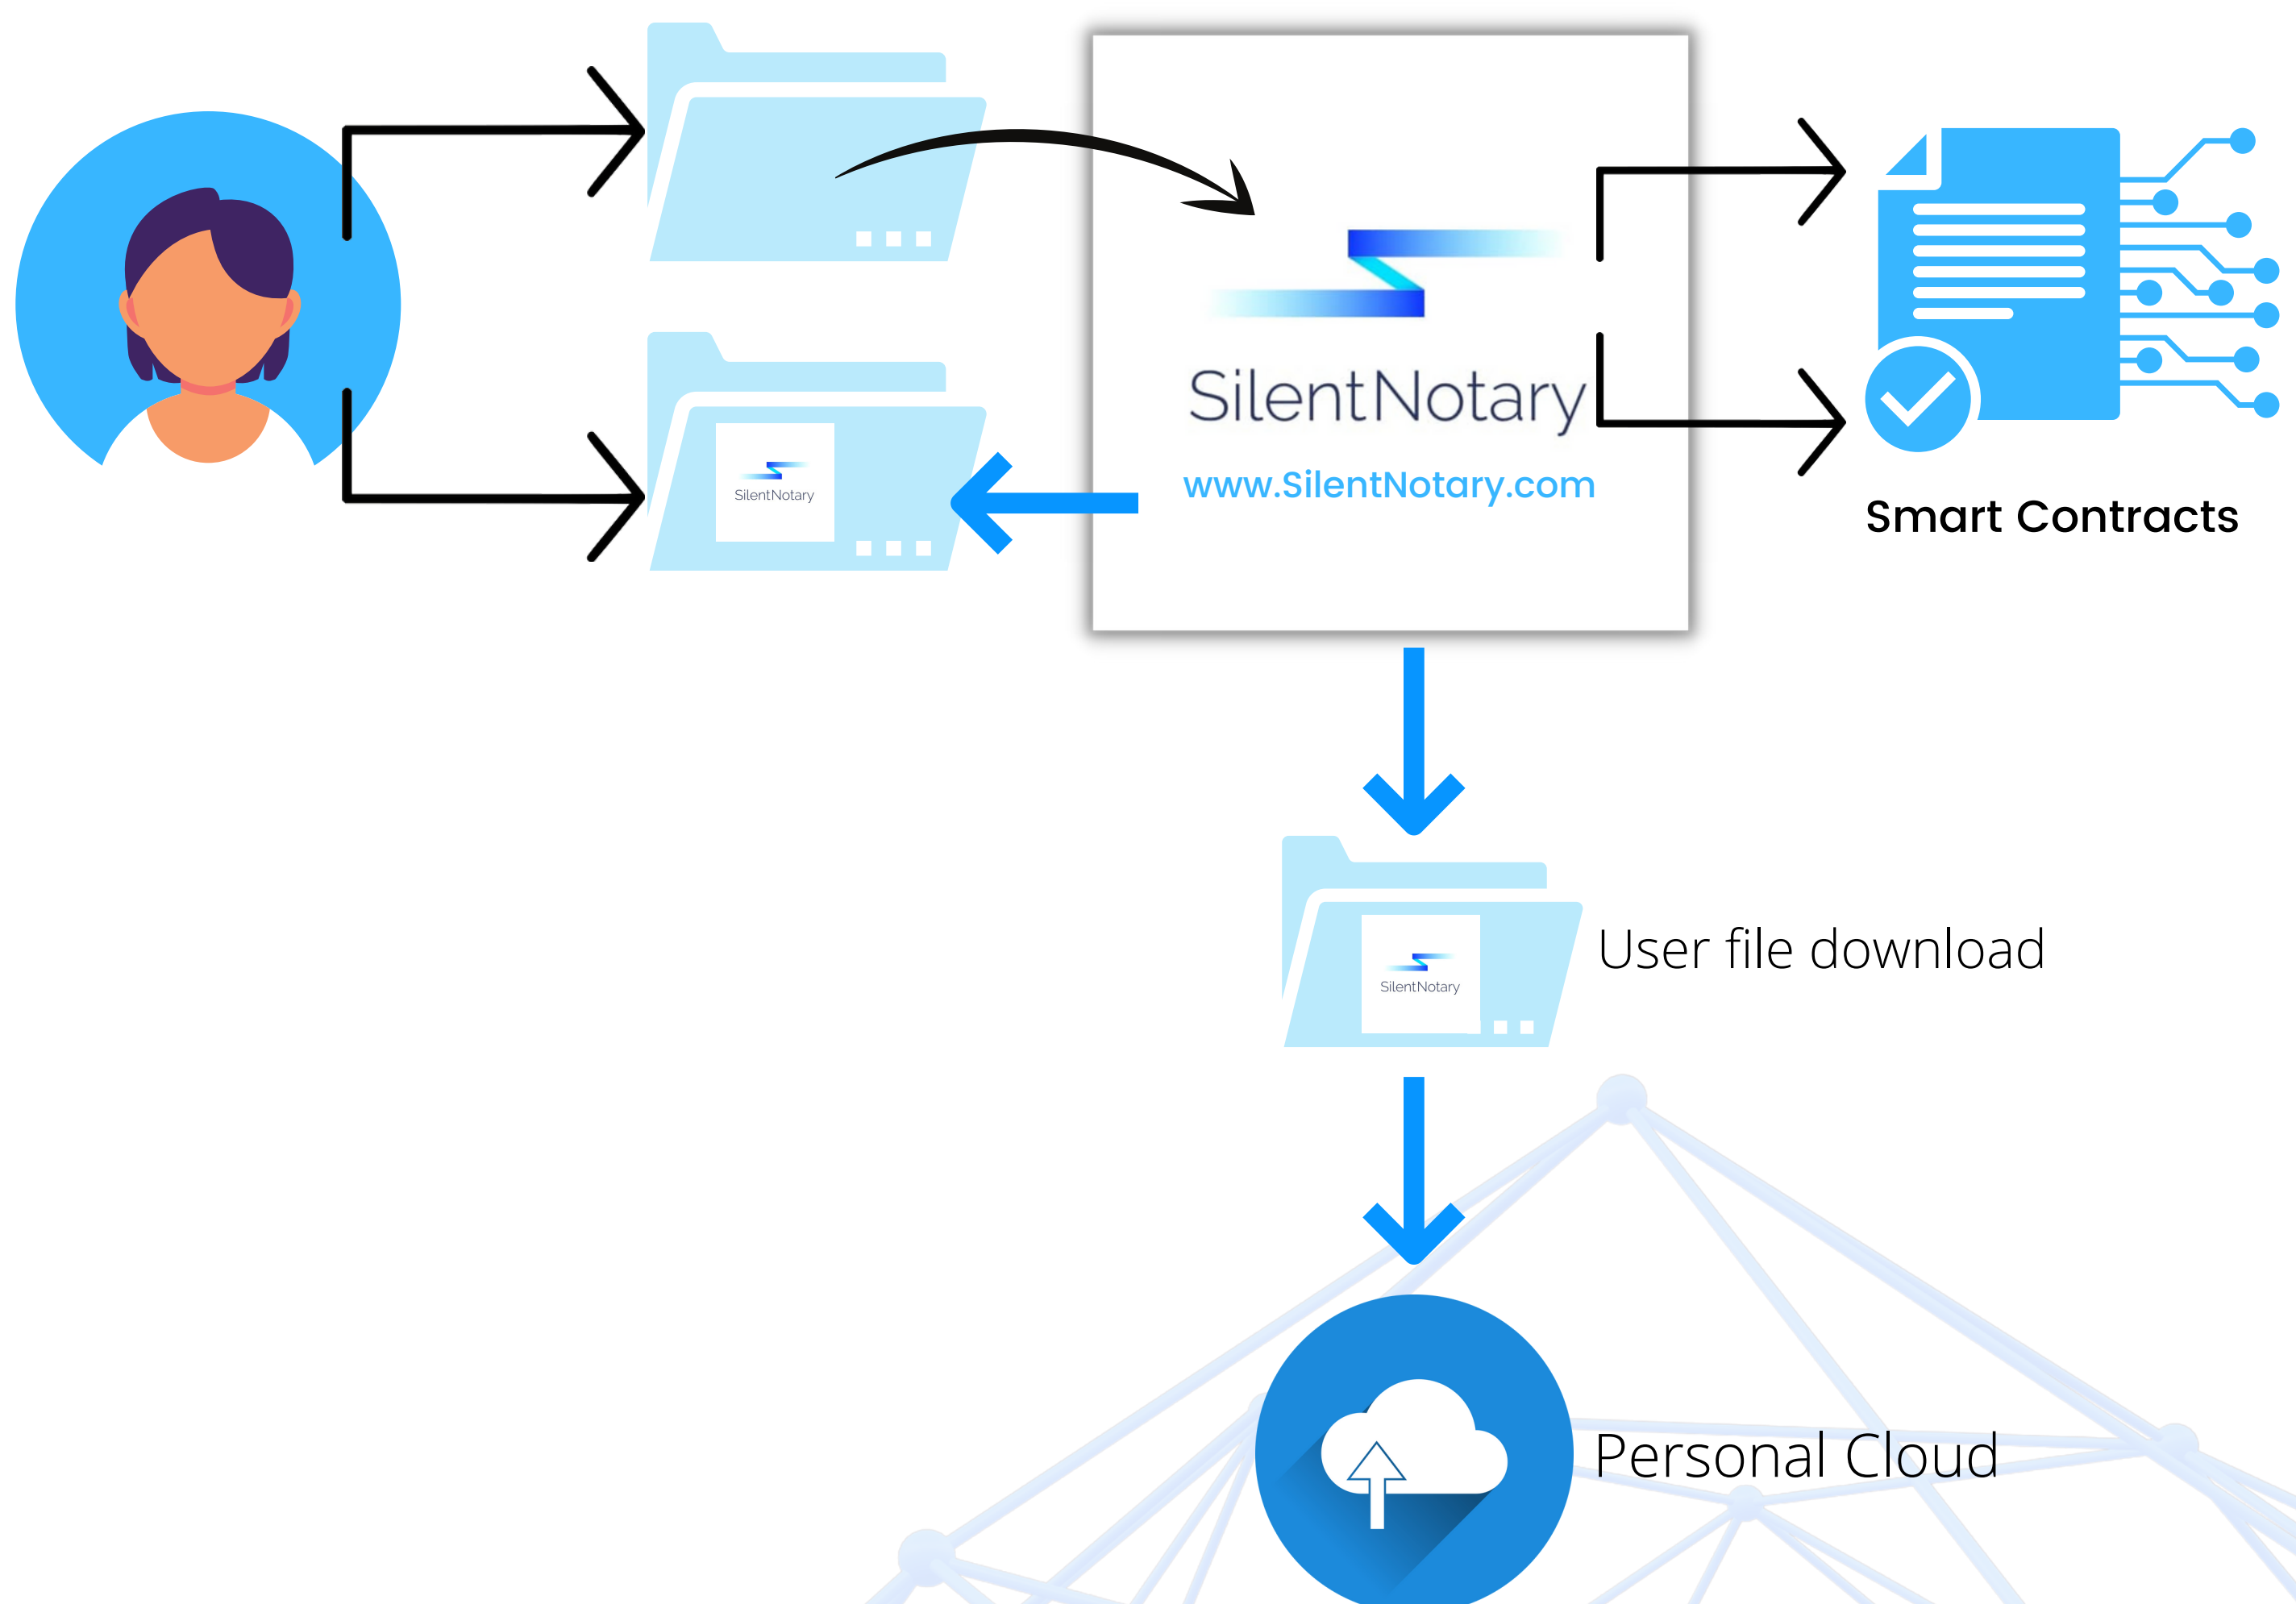 SilentNotary
www.SilentNotary.com
SilentNotary
Smart Contracts
SilentNotary
User file download
Personal Cloud